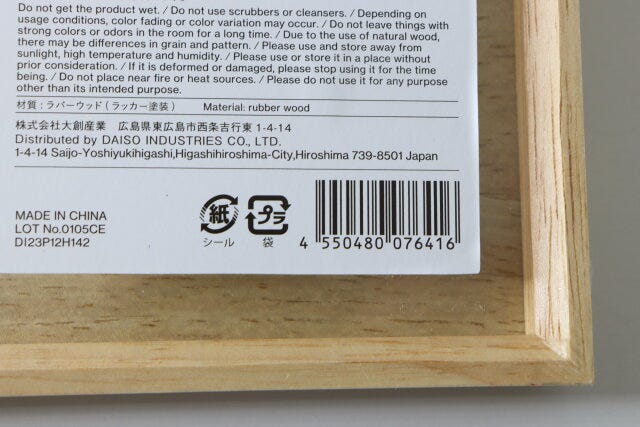 Do not get the product wet. / Do not use scrubbers or cleansers. / Depending on
usage conditions, color fading or color variation may occur. / Do not leave things with
strong colors or odors in the room for a long time. / Due to the use of natural wood,
there may be differences in grain and pattern. / Please use and store away from
sunlight, high temperature and humidity. / Please use or store it in a place without
prior consideration. / If it is deformed or damaged, please stop using it for the time
being. / Do not place near fire or heat sources. / Please do not use it for any purpose
other than its intended purpose.
材質：ラバーウッド（ラッカー塗装） Material: rubber wood
株式会社大創産業 広島県東広島市西条吉行東 1-4-14
Distributed by DAISO INDUSTRIES CO., LTD.
1-4-14 Saijo-Yoshiyukihigashi,Higashihiroshima-City,Hiroshima 739-8501 Japan
MADE IN CHINA
LOT No.0105CE
DI23P12H142
紙
シール
プラ
袋
4 550480 076416